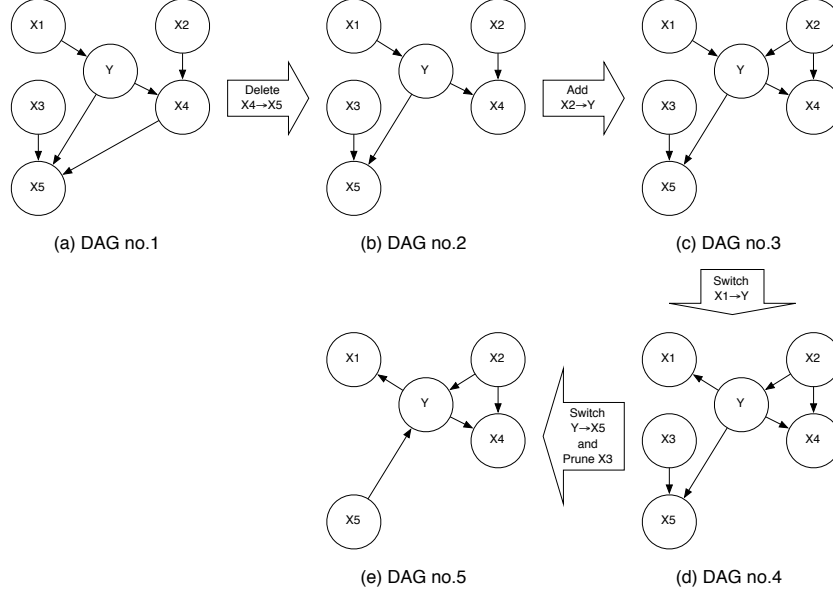 X1
X2
Y
X3
X4
X5
(a) DAG no.1
Delete
X4→X5
X1
X2
Y
X3
X4
X5
(b) DAG no.2
Add
X2→Y
X1
X2
Y
X3
X4
X5
(c) DAG no.3
Switch
X1→Y
X1
X2
Y
X3
X4
X5
(d) DAG no.4
Switch
Y→X5
and
Prune X3
X1
X2
Y
X4
X5
(e) DAG no.5